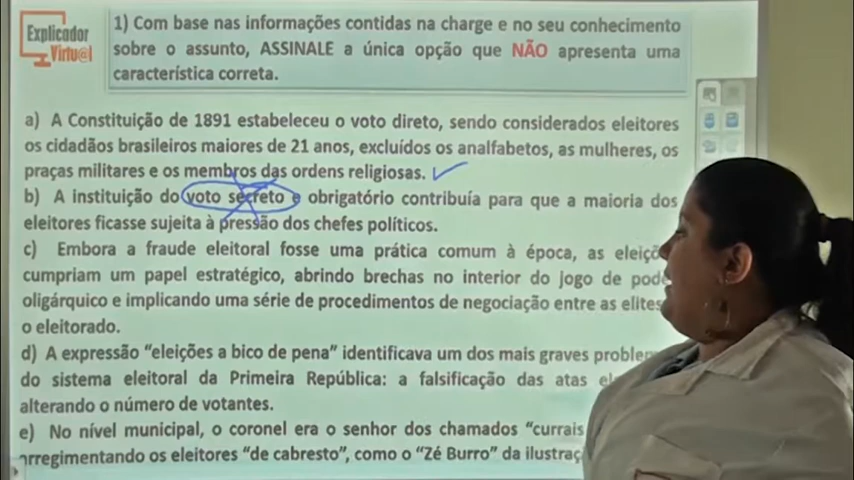 Explicador
Virtu@l
1) Com base nas informações contidas na charge e no seu conhecimento
sobre o assunto, ASSINALE a única opção que NÃO apresenta uma
característica correta.
a) A Constituição de 1891 estabeleceu o voto direto, sendo considerados eleitores
os cidadãos brasileiros maiores de 21 anos, excluídos os analfabetos, as mulheres, os
praças militares e os membros das ordens religiosas.
b) A instituição do voto secreto e obrigatório contribuía para que a maioria dos
eleitores ficasse sujeita à pressão dos chefes políticos.
c) Embora a fraude eleitoral fosse uma prática comum à época, as eleiçõ
cumpriam um papel estratégico, abrindo brechas no interior do jogo de pod
oligárquico e implicando uma série de procedimentos de negociação entre as elites
o eleitorado.
d) A expressão "eleições a bico de pena" identificava um dos mais graves proble
do sistema eleitoral da Primeira República: a falsificação das atas ele
alterando o número de votantes.
e) No nível municipal, o coronel era o senhor dos chamados "currais
arregimentando os eleitores "de cabresto", como o "Zé Burro" da ilustraç